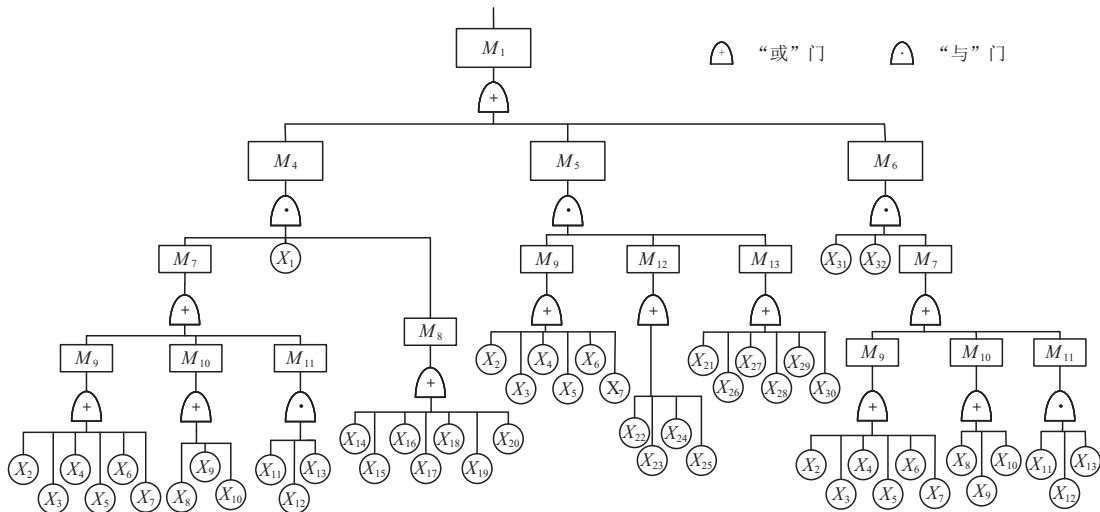 M1
+ “或”门 · “与”门
+
M4 M5 M6
· · ·
M7 X1 M9 M12 M13 X31 X32 M7
+ + + + +
M8
M9 M10 M11 X2 X4 X6 X21 X27 X29 M9 M10 M11
X3 X5 X7 X26 X28 X30
+ + · + + + ·
X14 X16 X18 X20 X22 X24
X15 X17 X19 X23 X25
X2 X4 X6 X9 X11 X13 X2 X4 X6 X8 X10 X11 X13
X3 X5 X7 X8 X10 X12 X3 X5 X7 X9 X12